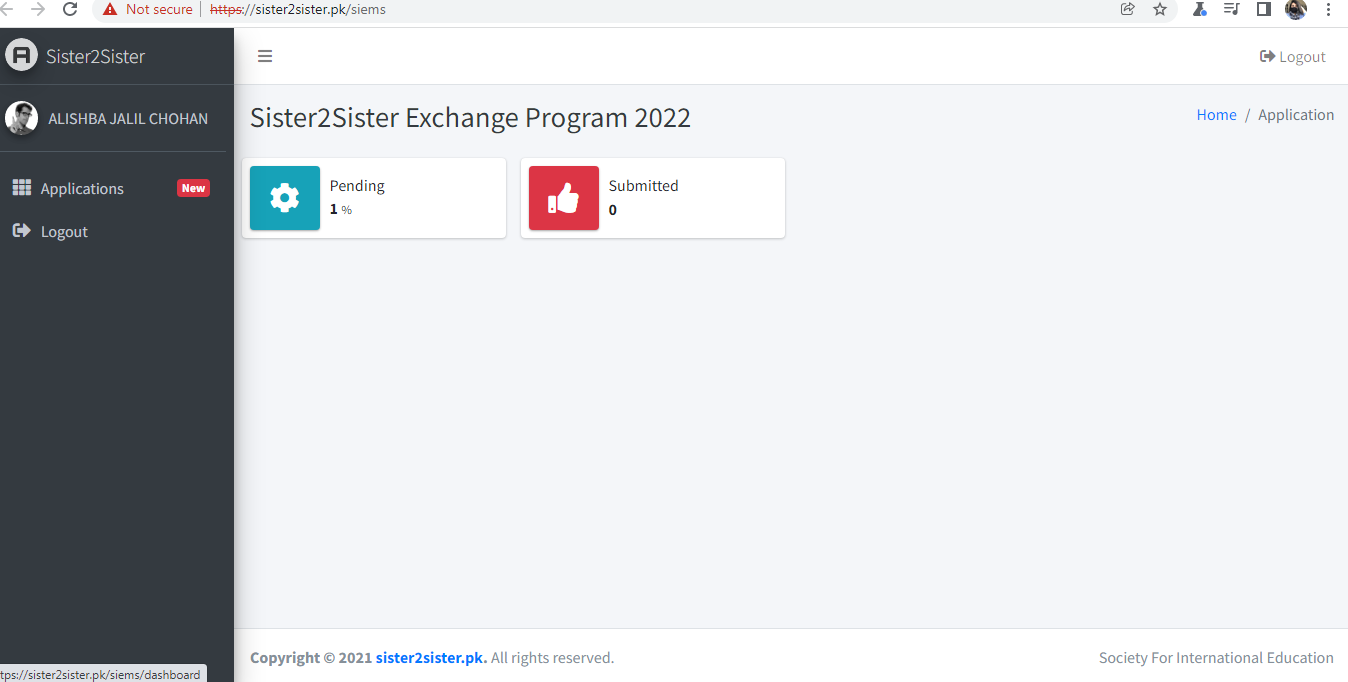 Not secure https://sister2sister.pk/siems
Sister2Sister
Logout
ALISHBA JALIL CHOHAN
Sister2Sister Exchange Program 2022
Home / Application
Applications New
Logout
Pending
1 %
Submitted
0
Copyright © 2021 sister2sister.pk. All rights reserved.
Society For International Education
tps://sister2sister.pk/siems/dashboard